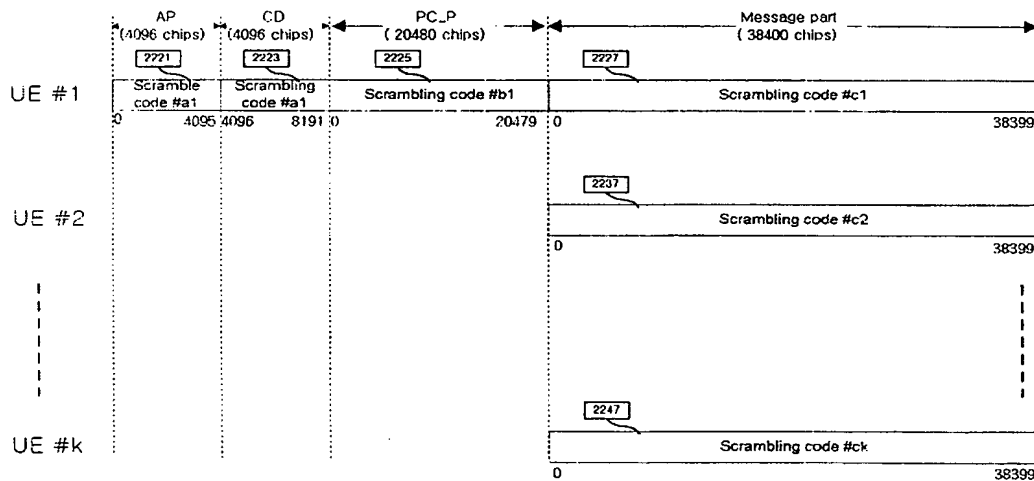 AP
(4096 chips)
CD
(4096 chips)
PC_P
( 20480 chips)
Message part
( 38400 chips)
2221
2223
2225
2227
UE #1
Scramble
code #a1
Scrambling
code #a1
Scrambling code #b1
Scrambling code #c1
0
4095
4096
8191
0
20479
0
38399
2237
UE #2
Scrambling code #c2
0
38399
2247
UE #k
Scrambling code #ck
0
38399